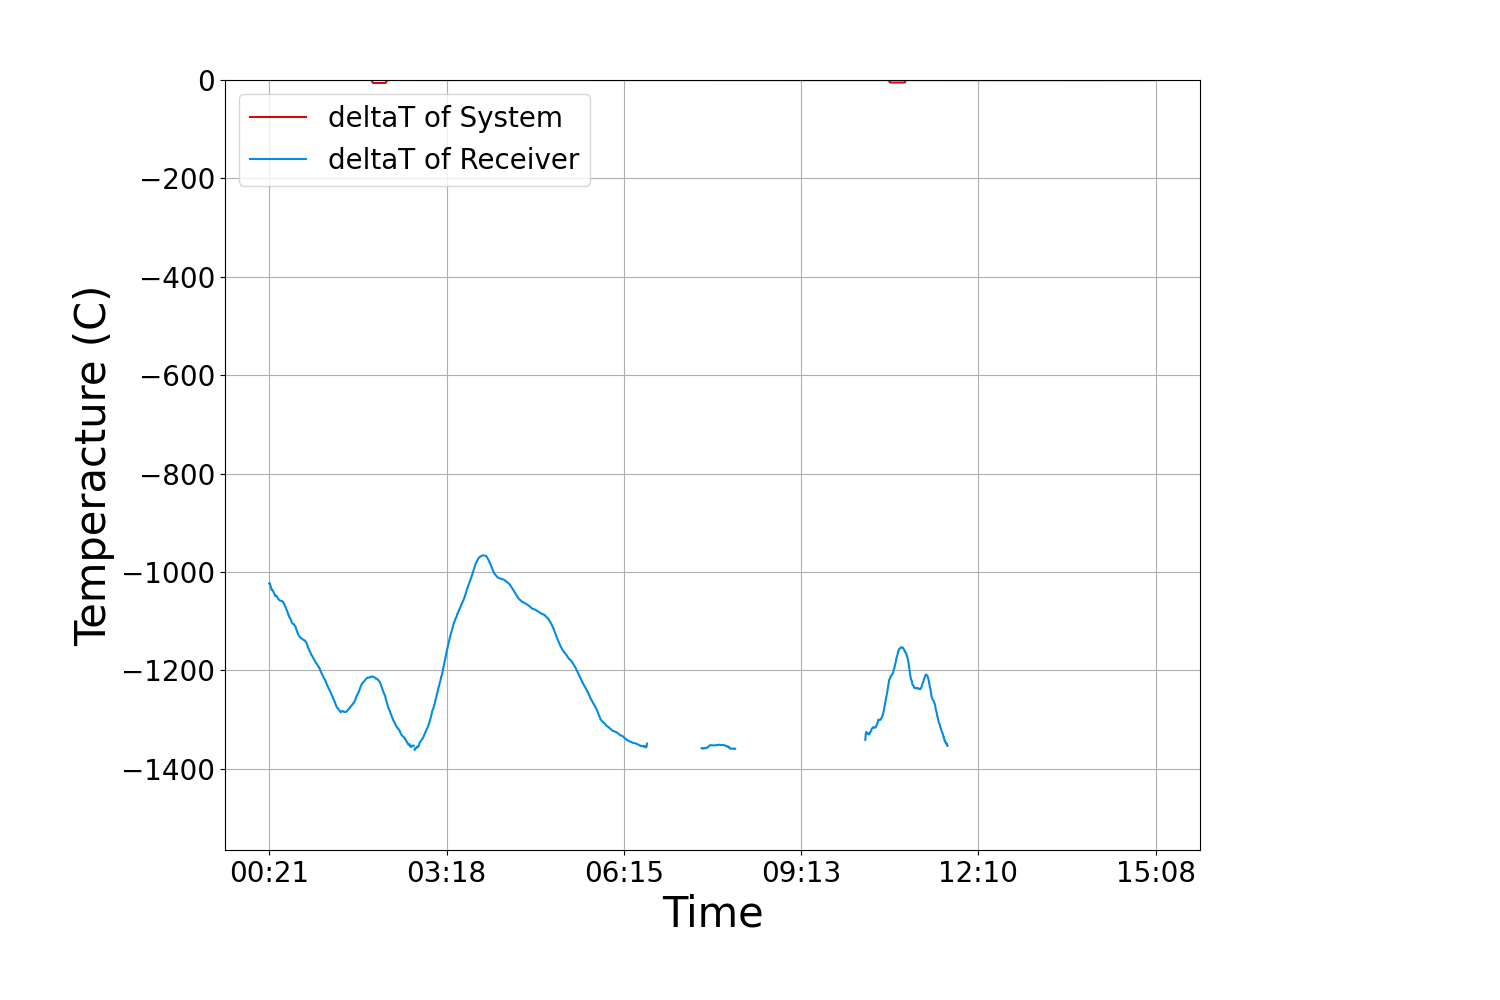 0
−200
−400
−600
−800
−1000
−1200
−1400
Temperacture (C)
deltaT of System
deltaT of Receiver
00:21 03:18 06:15 09:13 12:10 15:08
Time